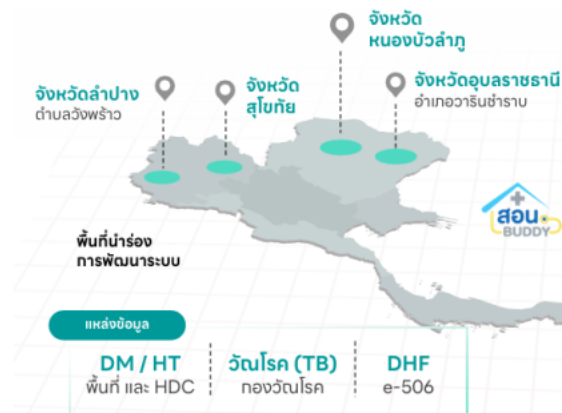 จังหวัด
หนองบัวลำภู
จังหวัดลำปาง
ตำบลวังพร้าว
จังหวัด
สุโขทัย
จังหวัดอุบลราชธานี
อำเภอวารินชำราบ
สอน
BUDDY
พื้นที่นำร่อง
การพัฒนาระบบ
แหล่งข้อมูล
DM / HT
พื้นที่ และ HDC
วัณโรค (TB)
กองวัณโรค
DHF
e-506